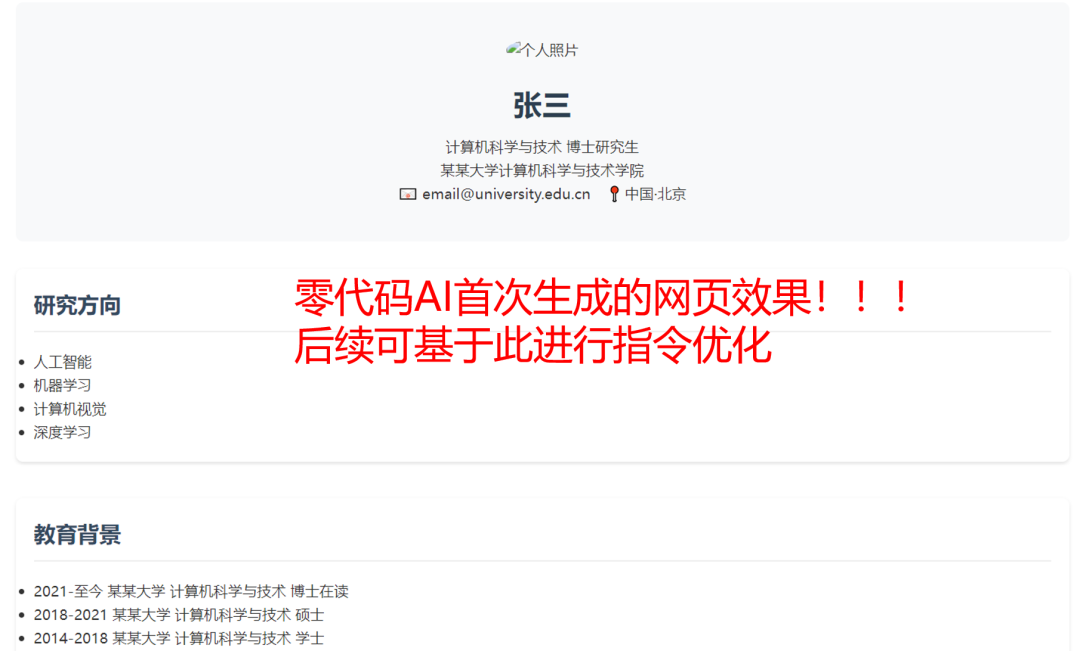 个人照片
张三
计算机科学与技术 博士研究生
某某大学计算机科学与技术学院
email@university.edu.cn 中国·北京
研究方向
零代码AI首次生成的网页效果！！！
后续可基于此进行指令优化
人工智能
机器学习
计算机视觉
深度学习
教育背景
2021-至今 某某大学 计算机科学与技术 博士在读
2018-2021 某某大学 计算机科学与技术 硕士
2014-2018 某某大学 计算机科学与技术 学士